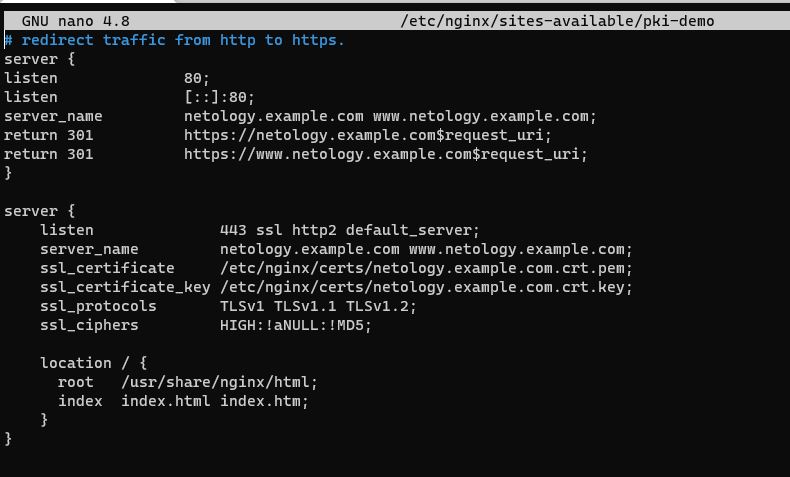 GNU nano 4.8 /etc/nginx/sites-available/pki-demo
# redirect traffic from http to https.
server {
listen 80;
listen [::]:80;
server_name netology.example.com www.netology.example.com;
return 301 https://netology.example.com$request_uri;
return 301 https://www.netology.example.com$request_uri;
}
server {
listen 443 ssl http2 default_server;
server_name netology.example.com www.netology.example.com;
ssl_certificate /etc/nginx/certs/netology.example.com.crt.pem;
ssl_certificate_key /etc/nginx/certs/netology.example.com.crt.key;
ssl_protocols TLSv1 TLSv1.1 TLSv1.2;
ssl_ciphers HIGH:!aNULL:!MD5;
location / {
root /usr/share/nginx/html;
index index.html index.htm;
}
}